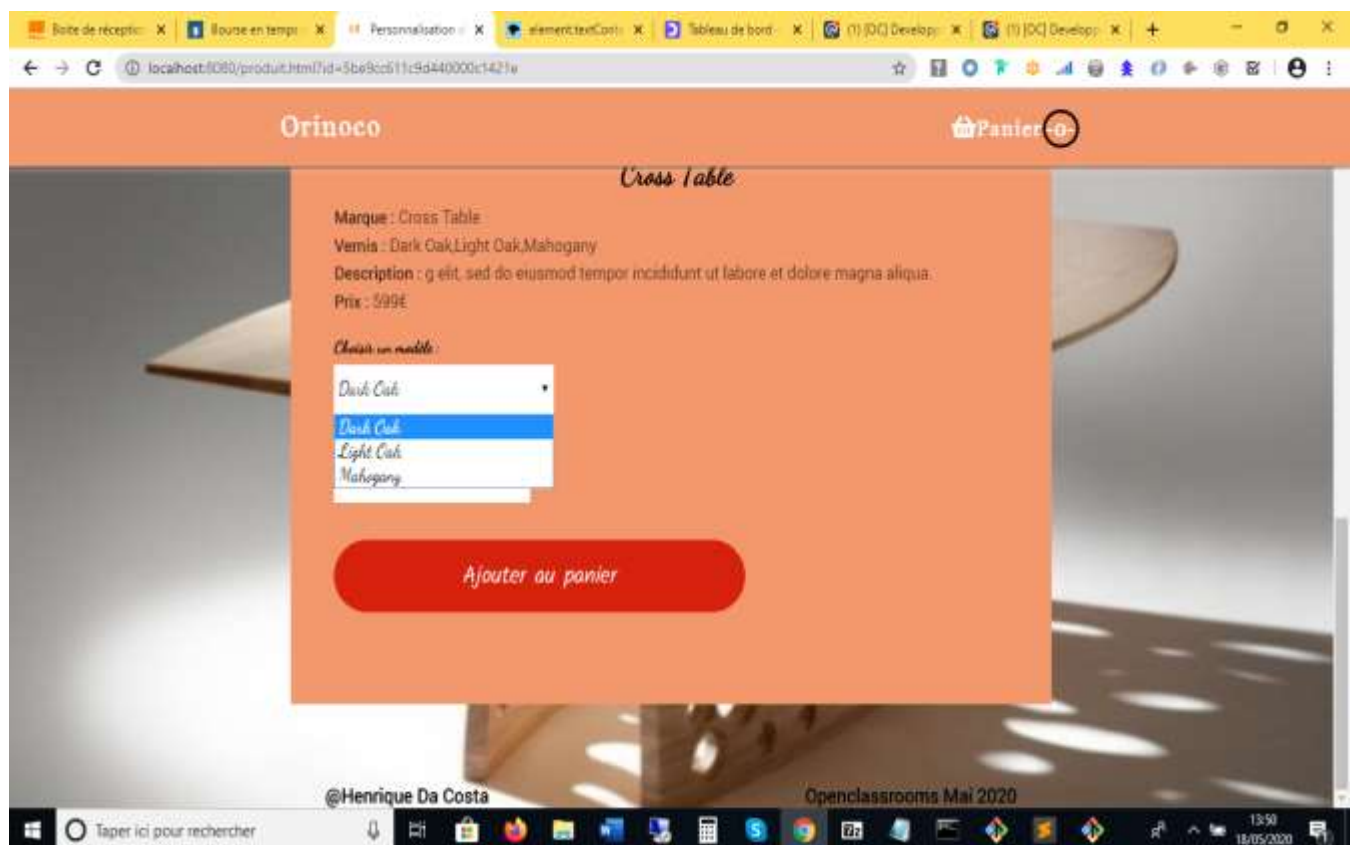 Boite de réceptio
Bourse en temps
Personnalisation
element.textCont
Tableau de bord
(1) [OC] Develop
(1) [OC] Develop
localhost:8080/produit.html?id=5be9cc611c9d440000c1421e
Orinoco
Panier-0-
Cross Table
Marque : Cross Table
Vernis : Dark Oak,Light Oak,Mahogany
Description : g elit, sed do eiusmod tempor incididunt ut labore et dolore magna aliqua.
Prix : 599€
Choisir un modèle :
Dark Oak
Dark Oak
Light Oak
Mahogany
Ajouter au panier
@Henrique Da Costa
Openclassrooms Mai 2020
Taper ici pour rechercher
13:50
18/05/2020